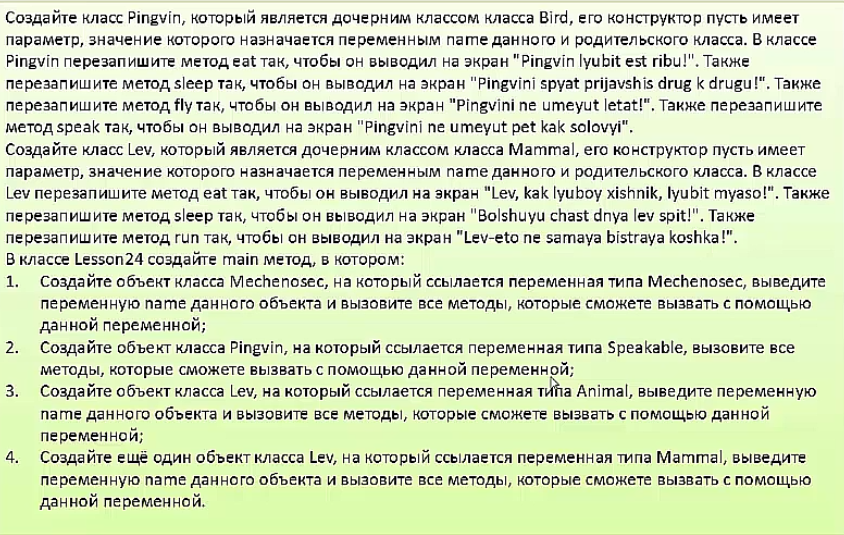 Создайте класс Pingvin, который является дочерним классом класса Bird, его конструктор пусть имеет
параметр, значение которого назначается переменным name данного и родительского класса. В классе
Pingvin перезапишите метод eat так, чтобы он выводил на экран "Pingvin lyubit est ribu!". Также
перезапишите метод sleep так, чтобы он выводил на экран "Pingvini spyat prijavshis drug k drugu!". Также
перезапишите метод fly так, чтобы он выводил на экран "Pingvini ne umeyut letat!". Также перезапишите
метод speak так, чтобы он выводил на экран "Pingvini ne umeyut pet kak solovyi".
Создайте класс Lev, который является дочерним классом класса Mammal, его конструктор пусть имеет
параметр, значение которого назначается переменным name данного и родительского класса. В классе
Lev перезапишите метод eat так, чтобы он выводил на экран "Lev, kak lyuboy xishnik, lyubit myaso!". Также
перезапишите метод sleep так, чтобы он выводил на экран "Bolshuyu chast dnya lev spit!". Также
перезапишите метод run так, чтобы он выводил на экран "Lev-eto ne samaya bistraya koshka!".
В классе Lesson24 создайте main метод, в котором:
1. Создайте объект класса Mechenosec, на который ссылается переменная типа Mechenosec, выведите
переменную name данного объекта и вызовите все методы, которые сможете вызвать с помощью
данной переменной;
2. Создайте объект класса Pingvin, на который ссылается переменная типа Speakable, вызовите все
методы, которые сможете вызвать с помощью данной переменной;
3. Создайте объект класса Lev, на который ссылается переменная типа Animal, выведите переменную
name данного объекта и вызовите все методы, которые сможете вызвать с помощью данной
переменной;
4. Создайте ещё один объект класса Lev, на который ссылается переменная типа Mammal, выведите
переменную name данного объекта и вызовите все методы, которые сможете вызвать с помощью
данной переменной.